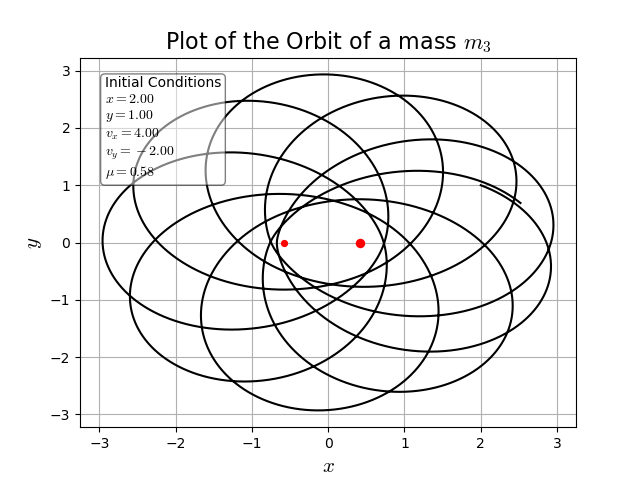 Plot of the Orbit of a mass m₃
Initial Conditions
x = 2.00
y = 1.00
vₓ = 4.00
v_y = −2.00
μ = 0.58
3
2
1
0
−1
−2
−3
y
−3 −2 −1 0 1 2 3
x